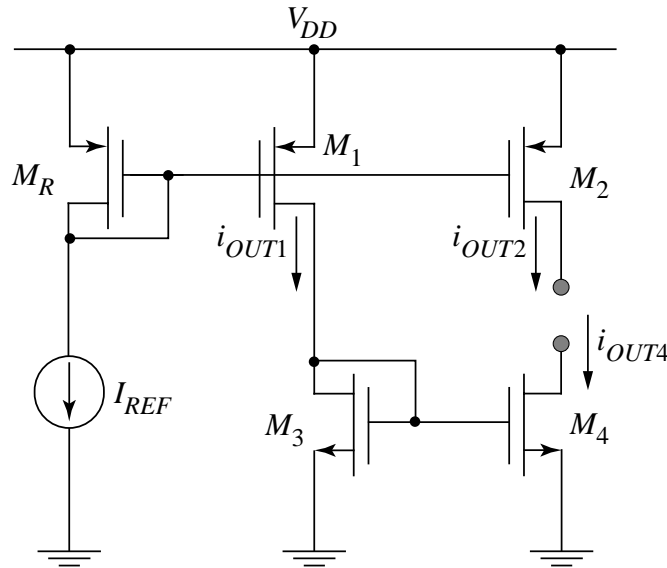 V_DD
M_R
M_1
M_2
i_OUT1
i_OUT2
i_OUT4
I_REF
M_3
M_4